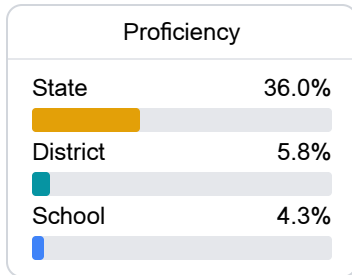 Proficiency
State 36.0%
District 5.8%
School 4.3%